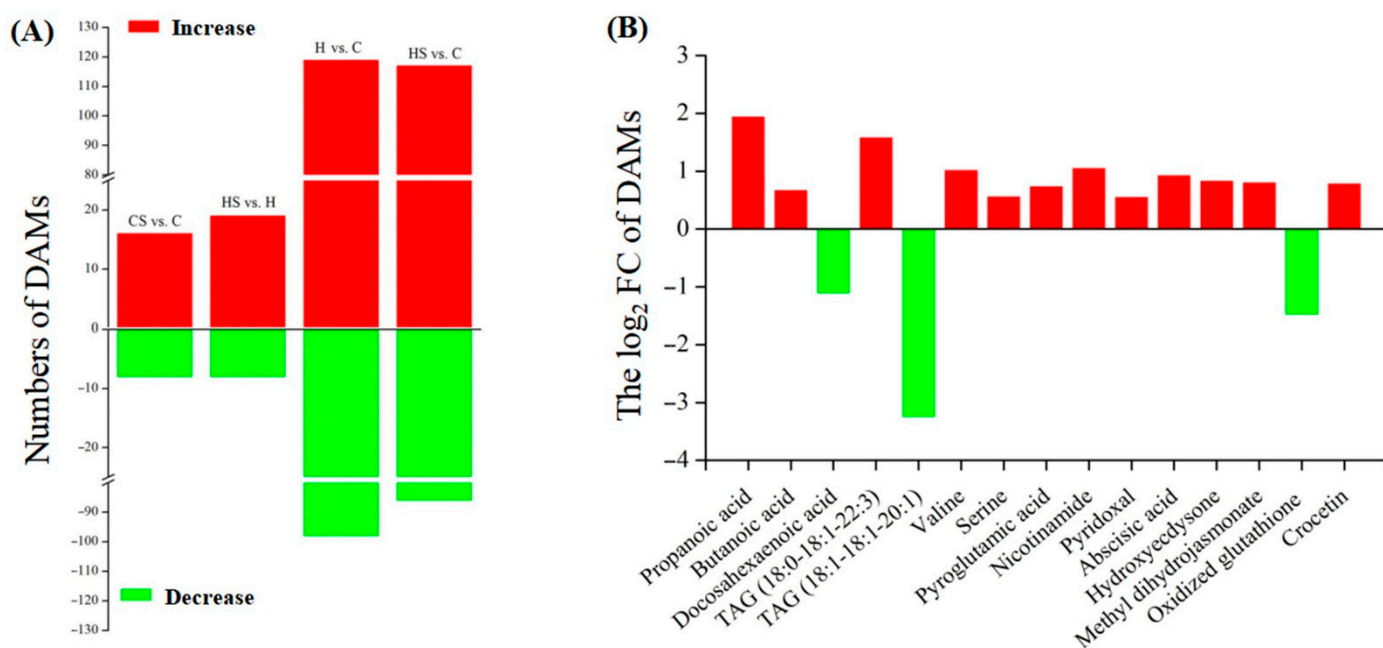 (A)
Increase
Numbers of DAMs
130
120
110
100
90
80
20
10
0
−10
−20
−90
−100
−110
−120
−130
CS vs. C
HS vs. H
H vs. C
HS vs. C
Decrease
(B)
The log₂ FC of DAMs
3
2
1
0
−1
−2
−3
−4
Propanoic acid
Butanoic acid
Docosahexaenoic acid
TAG (18:0-18:1-22:3)
TAG (18:1-18:1-20:1)
Valine
Serine
Pyroglutamic acid
Nicotinamide
Pyridoxal
Abscisic acid
Hydroxyecdysone
Methyl dihydrojasmonate
Oxidized glutathione
Crocetin